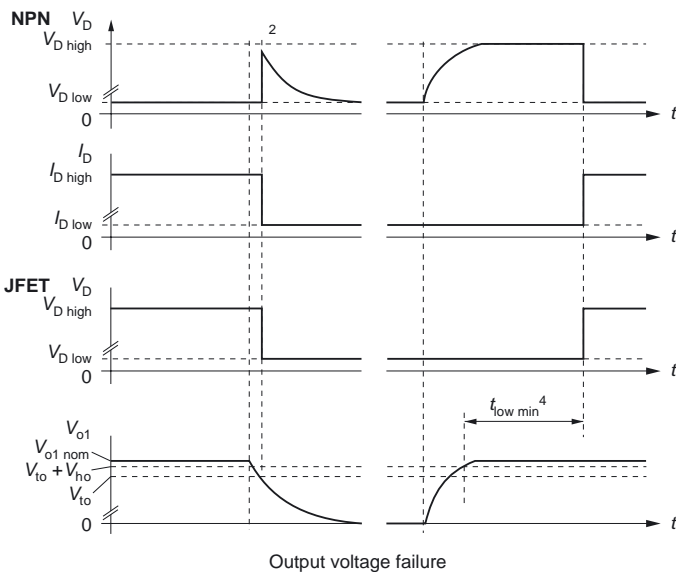 NPN V_D
V_D high
2
V_D low
0
t
I_D
I_D high
I_D low
0
t
JFET V_D
V_D high
V_D low
0
t
t_low min^4
V_o1
V_o1 nom
V_to + V_ho
V_to
0
t
Output voltage failure